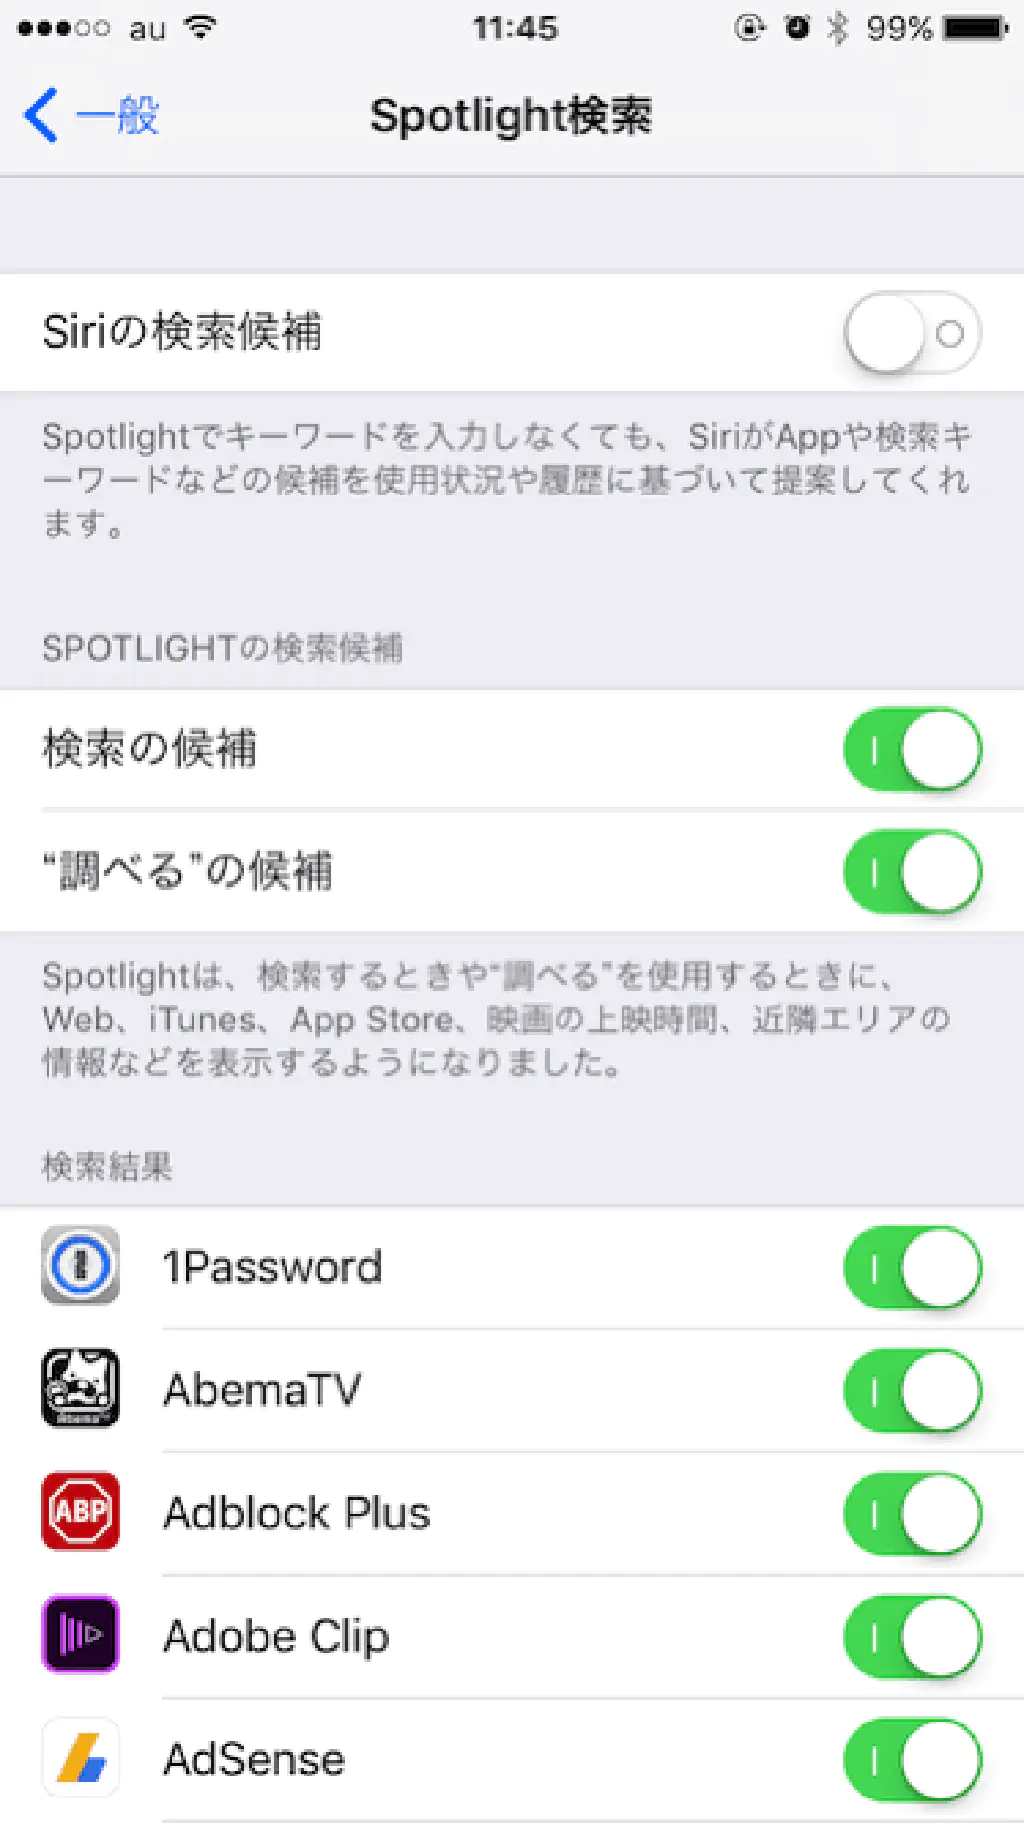 au 11:45 99%
一般 Spotlight検索
Siriの検索候補
Spotlightでキーワードを入力しなくても、SiriがAppや検索キ
ーワードなどの候補を使用状況や履歴に基づいて提案してくれ
ます。
SPOTLIGHTの検索候補
検索の候補
“調べる”の候補
Spotlightは、検索するときや“調べる”を使用するときに、
Web、iTunes、App Store、映画の上映時間、近隣エリアの
情報などを表示するようになりました。
検索結果
1Password
AbemaTV
ABP Adblock Plus
Adobe Clip
AdSense